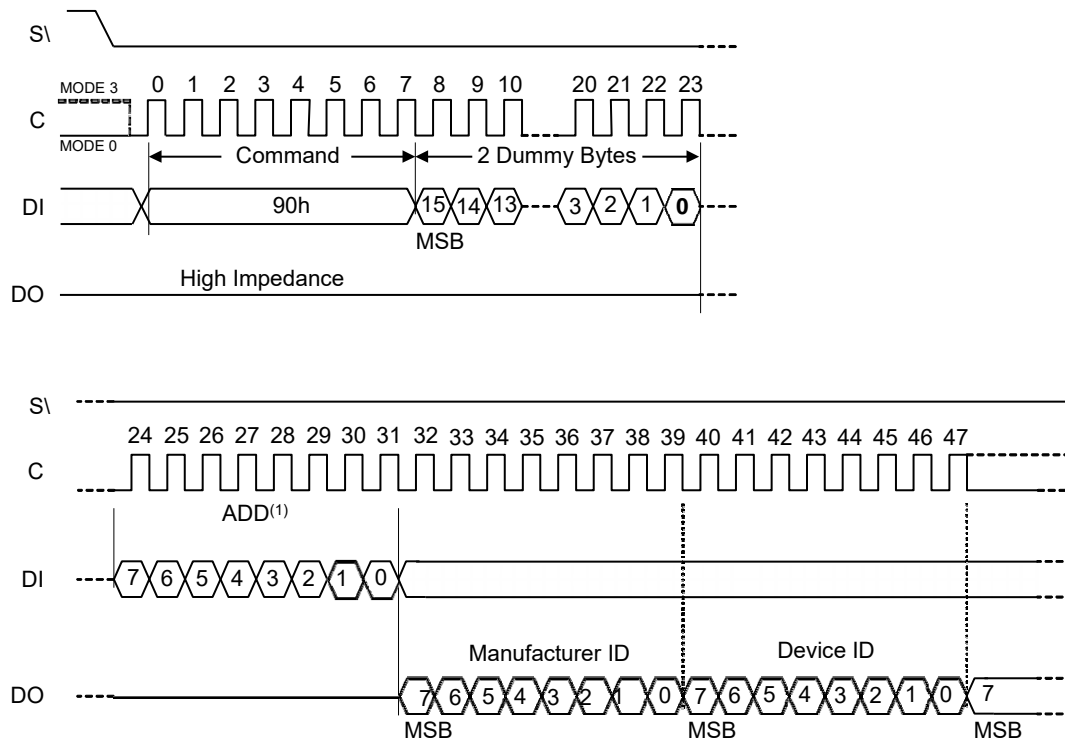 S\
MODE 3 0 1 2 3 4 5 6 7 8 9 10 20 21 22 23
C
MODE 0
Command 2 Dummy Bytes
DI 90h 15 14 13 3 2 1 0
MSB
High Impedance
DO
S\
24 25 26 27 28 29 30 31 32 33 34 35 36 37 38 39 40 41 42 43 44 45 46 47
C
ADD(1)
DI 7 6 5 4 3 2 1 0
Manufacturer ID Device ID
DO 7 6 5 4 3 2 1 0 7 6 5 4 3 2 1 0 7
MSB MSB MSB